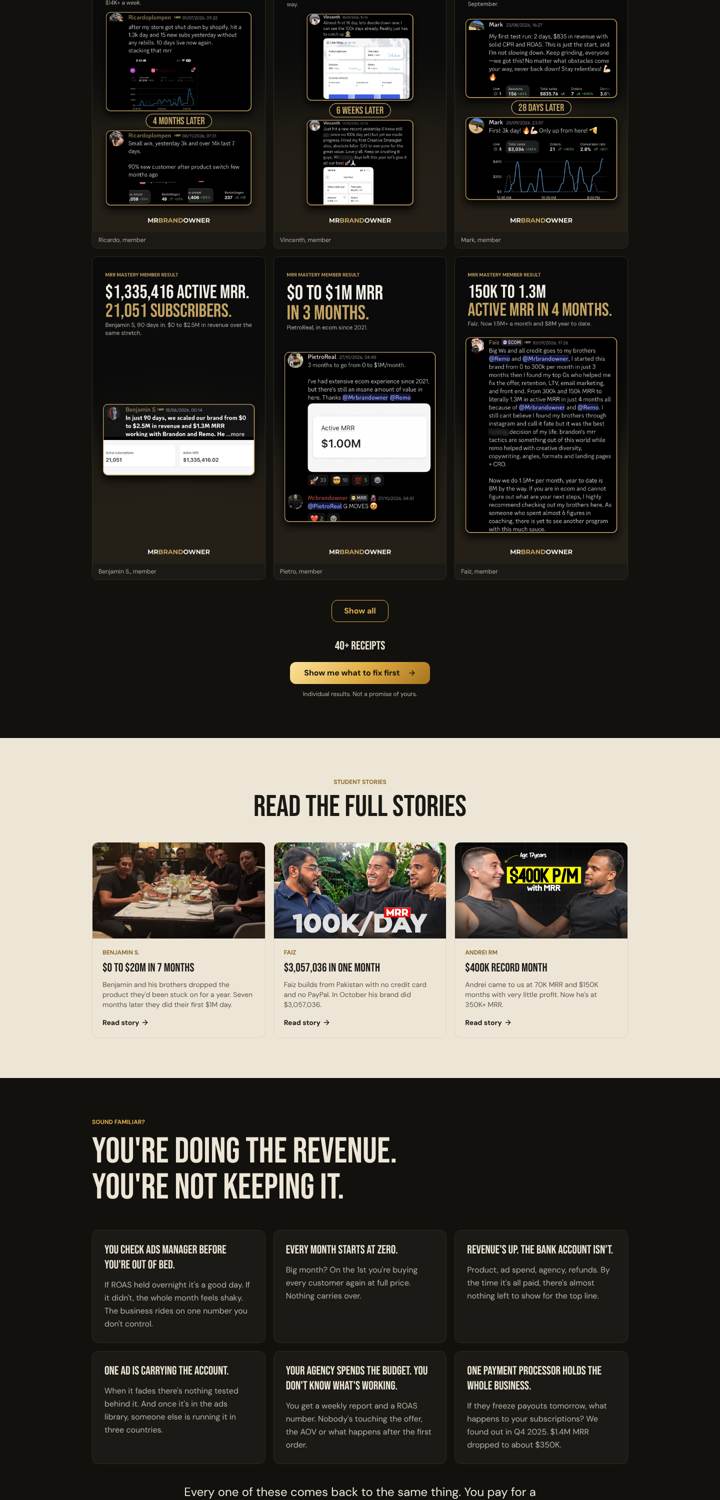 $14K+ a week.
way.
September.
Ricardoplompen
after my store got shut down by shopify, hit a
1.3k day and 15 new subs yesterday without
any rebills. 10 days live now again.
stacking that mrr
4 MONTHS LATER
Ricardoplompen
Small win, yesterday 3k and over 14k last 7
days.
90% new customer after product switch few
months ago
MRBRANDOWNER
Ricardo, member
Vincenth
6 WEEKS LATER
Vincenth
MRBRANDOWNER
Vincenth, member
Mark 23/08/2026, 16:27
My first test run: 2 days, $835 in revenue with
solid CPR and ROAS. This is just the start, and
I'm not slowing down. Keep grinding, everyone
—we got this! No matter what obstacles come
your way, never back down! Stay relentless! 💪
🔥
28 DAYS LATER
Mark
First 3k day! 🔥💪 Only up from here!
MRBRANDOWNER
Mark, member
MRR MASTERY MEMBER RESULT
$1,335,416 ACTIVE MRR.
21,051 SUBSCRIBERS.
Benjamin S, 90 days in. $0 to $2.5M in revenue over the
same stretch.
Benjamin S
In just 90 days, we scaled our brand from $0
to $2.5M in revenue and $1.3M MRR
working with Brandon and Remo. He ...more
Active subscriptions
21,051
Active MRR
$1,335,416.02
MRBRANDOWNER
Benjamin S., member
MRR MASTERY MEMBER RESULT
$0 TO $1M MRR
IN 3 MONTHS.
PietroReal, in ecom since 2021.
PietroReal.
3 months to go from 0 to $1M/month.
I've had extensive ecom experience since 2021,
but there's still an insane amount of value in
here. Thanks @Mrbrandowner @Remo
Active MRR
$1.00M
Mrbrandowner
@PietroReal G MOVES
MRBRANDOWNER
Pietro, member
MRR MASTERY MEMBER RESULT
150K TO 1.3M
ACTIVE MRR IN 4 MONTHS.
Faiz. Now 1.5M+ a month and $8M year to date.
Faiz ECOM
Big Ws and all credit goes to my brothers
@Remo and @Mrbrandowner, I started this
brand from 0 to 300k per month in just 3
months then I found my top Gs who helped me
fix the offer, retention, LTV, email marketing,
and front end. From 300k and 150k MRR to
literally 1.3M in active MRR in just 4 months all
because of @Mrbrandowner and @Remo. I
still cant believe I found my brothers through
instagram and call it fate but it was the best
decision of my life. brandon's mrr
tactics are something out of this world while
remo helped with creative diversity,
copywriting, angles, formats and landing pages
+ CRO.
Now we do 1.5M+ per month, year to date is
8M by the way. If you are in ecom and cannot
figure out what are your next steps, I highly
recommend checking out my brothers here. As
someone who spent almost 6 figures in
coaching, there is yet to see another program
with this much sauce.
MRBRANDOWNER
Faiz, member
Show all
40+ RECEIPTS
Show me what to fix first →
Individual results. Not a promise of yours.
STUDENT STORIES
READ THE FULL STORIES
BENJAMIN S.
$0 TO $20M IN 7 MONTHS
Benjamin and his brothers dropped the
product they'd been stuck on for a year. Seven
months later they did their first $1M day.
Read story →
MRR
100K/DAY
FAIZ
$3,057,036 IN ONE MONTH
Faiz builds from Pakistan with no credit card
and no PayPal. In October his brand did
$3,057,036.
Read story →
Age 17 years
$400K P/M
with MRR
ANDREI RM
$400K RECORD MONTH
Andrei came to us at 70K MRR and $150K
months with very little profit. Now he's at
350K+ MRR.
Read story →
SOUND FAMILIAR?
YOU'RE DOING THE REVENUE.
YOU'RE NOT KEEPING IT.
YOU CHECK ADS MANAGER BEFORE
YOU'RE OUT OF BED.
If ROAS held overnight it's a good day. If
it didn't, the whole month feels shaky.
The business rides on one number you
don't control.
EVERY MONTH STARTS AT ZERO.
Big month? On the 1st you're buying
every customer again at full price.
Nothing carries over.
REVENUE'S UP. THE BANK ACCOUNT ISN'T.
Product, ad spend, agency, refunds. By
the time it's all paid, there's almost
nothing left to show for the top line.
ONE AD IS CARRYING THE ACCOUNT.
When it fades there's nothing tested
behind it. And once it's in the ads
library, someone else is running it in
three countries.
YOUR AGENCY SPENDS THE BUDGET. YOU
DON'T KNOW WHAT'S WORKING.
You get a weekly report and a ROAS
number. Nobody's touching the offer,
the AOV or what happens after the first
order.
ONE PAYMENT PROCESSOR HOLDS THE
WHOLE BUSINESS.
If they freeze payouts tomorrow, what
happens to your subscriptions? We
found out in Q4 2025. $1.4M MRR
dropped to about $350K.
Every one of these comes back to the same thing. You pay for a